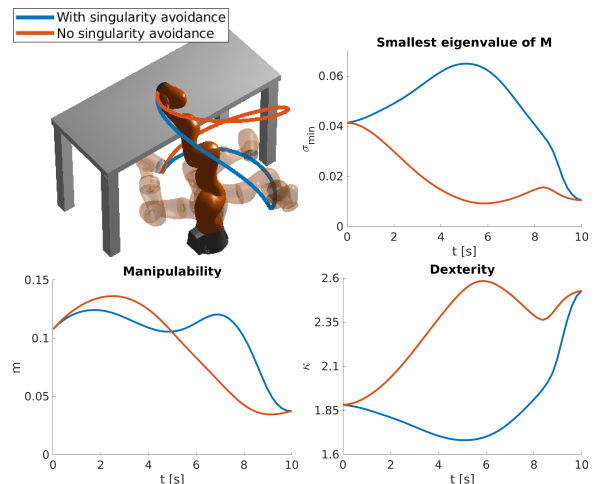 With singularity avoidance
No singularity avoidance
Smallest eigenvalue of M
0.06
0.04
0.02
0
σmin
0 2 4 6 8 10
t [s]
Manipulability
0.15
0.1
0.05
0
m
0 2 4 6 8 10
t [s]
Dexterity
2.6
2.35
2.1
1.85
1.6
κ
0 2 4 6 8 10
t [s]